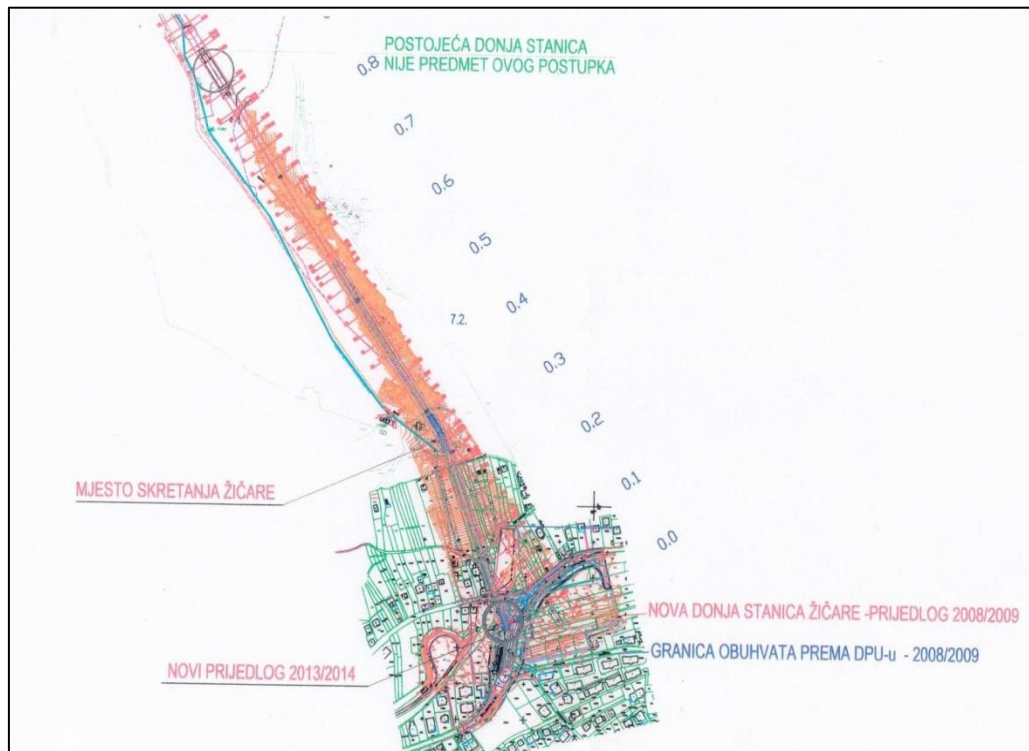 POSTOJEĆA DONJA STANICA
NIJE PREDMET OVOG POSTUPKA
0.8
0.7
0.6
0.5
0.4
7.2.
0.3
0.2
MJESTO SKRETANJA ŽIČARE
0.1
0.0
NOVA DONJA STANICA ŽIČARE -PRIJEDLOG 2008/2009
GRANICA OBUHVATA PREMA DPU-u - 2008/2009
NOVI PRIJEDLOG 2013/2014